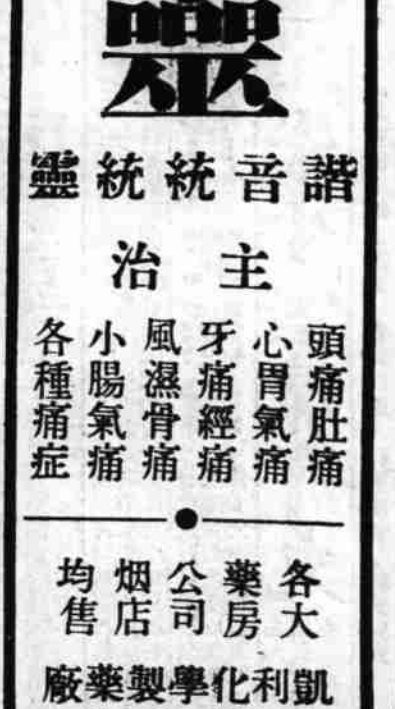 諧音統統靈
主治
頭痛肚痛
心胃氣痛
牙痛經痛
風濕骨痛
小腸氣痛
各種痛症
各大
藥房
公司
烟店
均售
凱利化學製藥廠